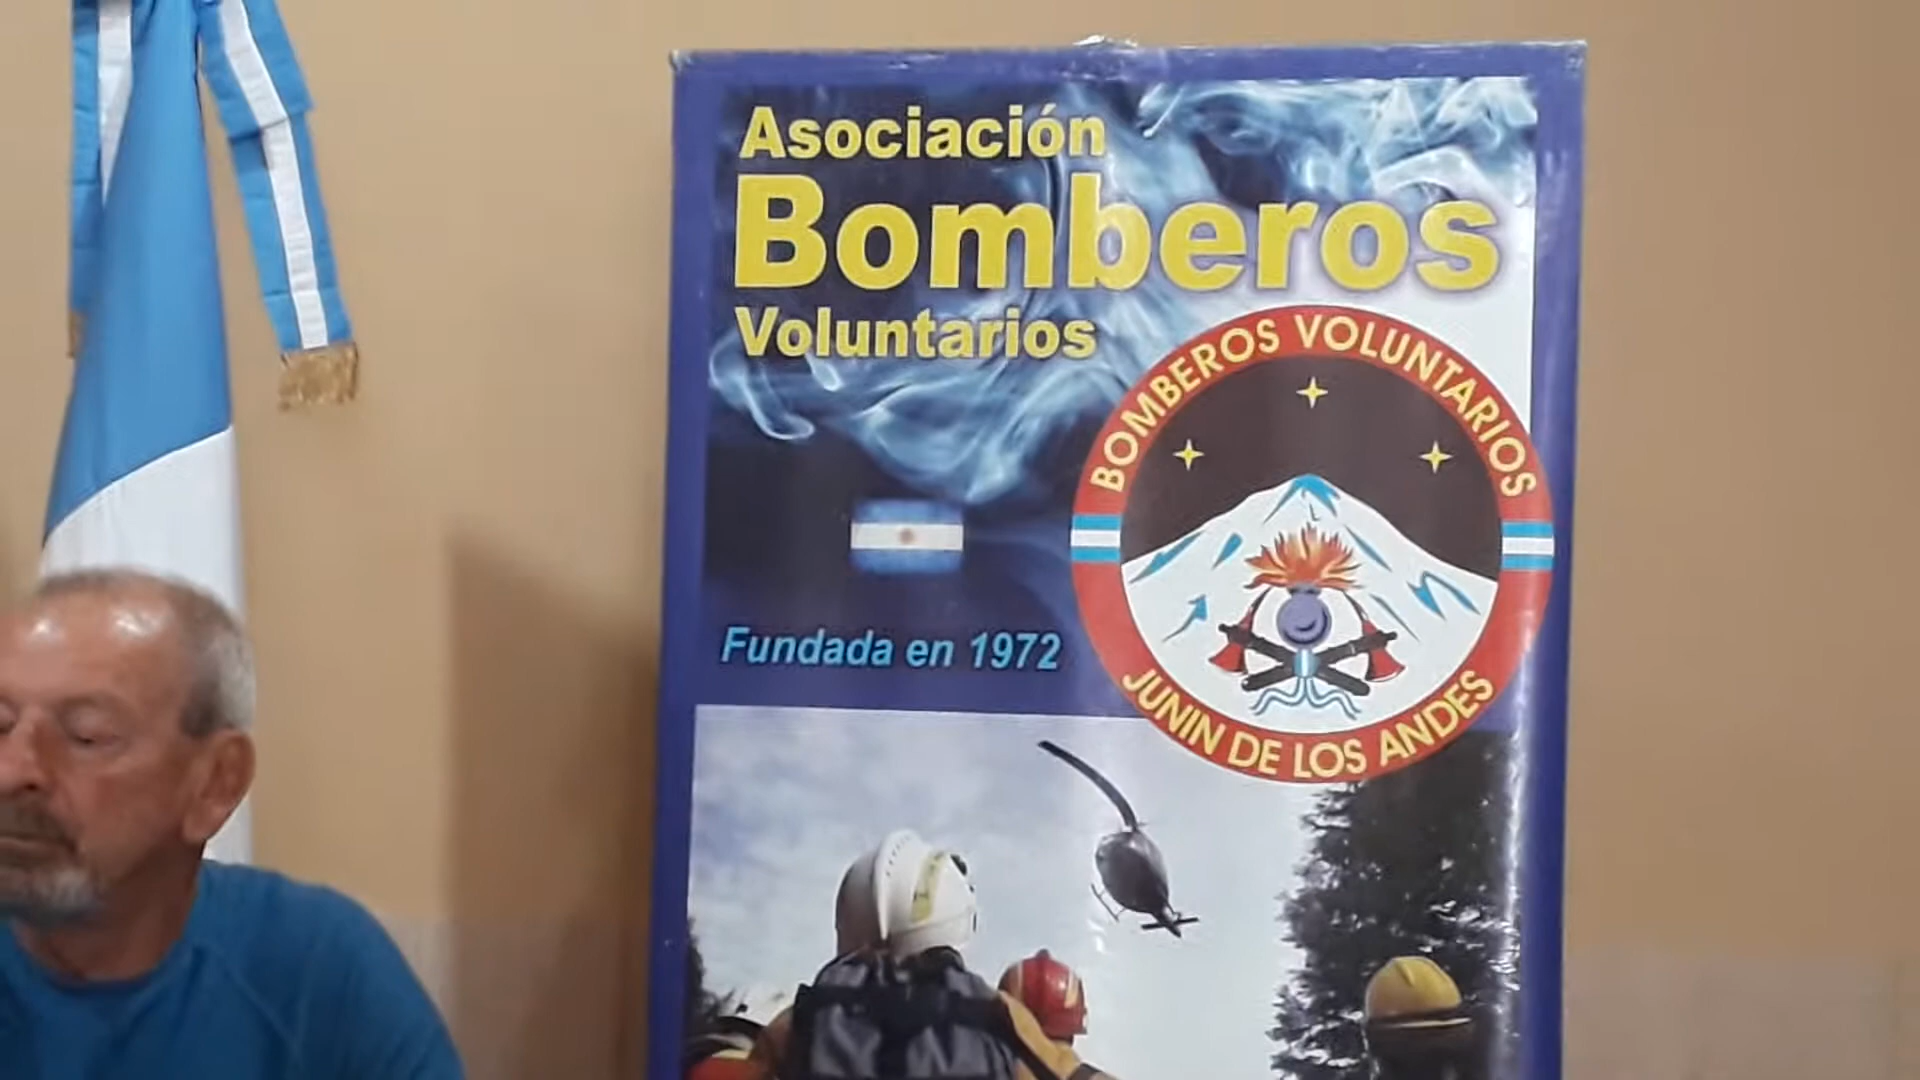 Asociación
Bomberos
Voluntarios
BOMBEROS VOLUNTARIOS
JUNIN DE LOS ANDES
Fundada en 1972